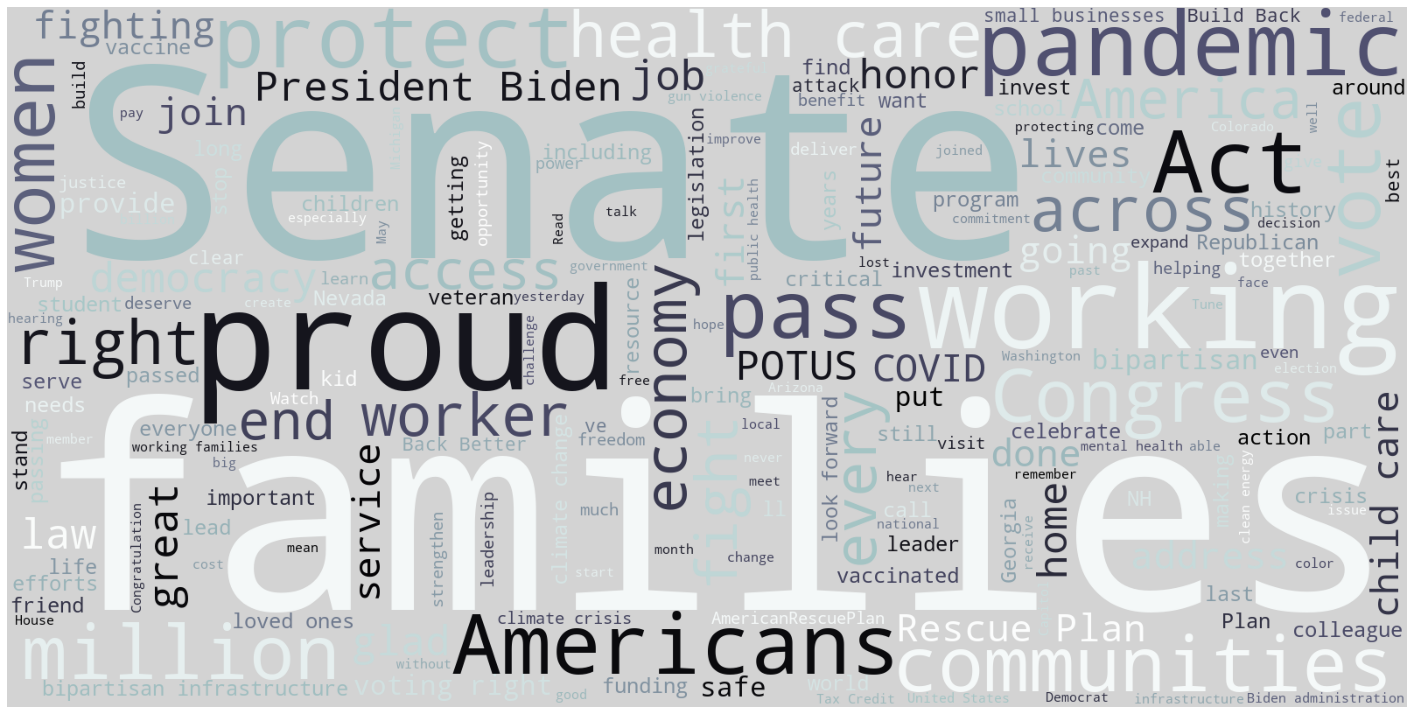 fighting
protect
health care
small businesses
Build Back
federal
vaccine
pandemic
women
build
President Biden
job
find
honor
attack
invest
America
around
pay
join
gun violence
benefit
want
school
Senate
long
legislation
improve
future
protecting
come
Colorado
well
vote
including
power
deliver
joined
lives
Act
justice
stop
provide
children
getting
opportunity
first
years
program
community
best
especially
May
Read
talk
public health
commitment
across
history
decision
clear
going
expand
Republican
together
democracy
learn
access
government
lost
investment
critical
past
helping
face
Trump
create
Nevada
veteran
yesterday
student
deserve
resource
economy
hearing
right
proud
challenge
hope
pass
working
Tune
serve
passed
kid
free
POTUS
COVID
Washington
bipartisan
even
election
needs
Watch
Arizona
bring
put
Congress
end
worker
everyone
ve
freedom
local
every
still
visit
celebrate
action
part
member
working families
Back Better
climate change
fight
look forward
done
mental health
able
child care
stand
passing
big
never
hear
remember
clean energy
important
service
much
meet
next
NH
making
crisis
issue
families
great
law
lead
leadership
strengthen
ll
call
national
leader
Georgia
receive
home
Congratulation
mean
month
change
address
color
life
cost
start
vaccinated
efforts
friend
last
House
loved ones
climate crisis
AmericanRescuePlan
Plan
colleague
million
glad
Americans
Rescue Plan
without
communities
bipartisan infrastructure
voting right
good
funding
safe
world
Tax Credit
United States
Democrat
infrastructure
Biden administration